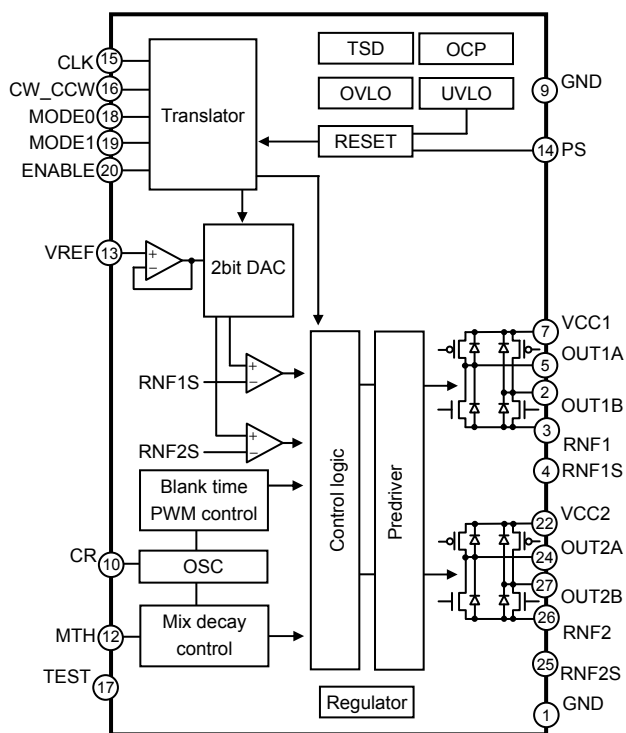 CLK
15
CW_CCW
16
MODE0
18
MODE1
19
ENABLE
20
Translator
TSD
OCP
OVLO
UVLO
RESET
9
GND
14
PS
VREF
13
+
−
2bit DAC
RNF1S
+
−
RNF2S
+
−
Blank time
PWM control
CR
10
OSC
MTH
12
Mix decay
control
TEST
17
Control logic
Predriver
Regulator
7
VCC1
5
OUT1A
2
OUT1B
3
RNF1
4
RNF1S
22
VCC2
24
OUT2A
27
OUT2B
26
RNF2
25
RNF2S
1
GND